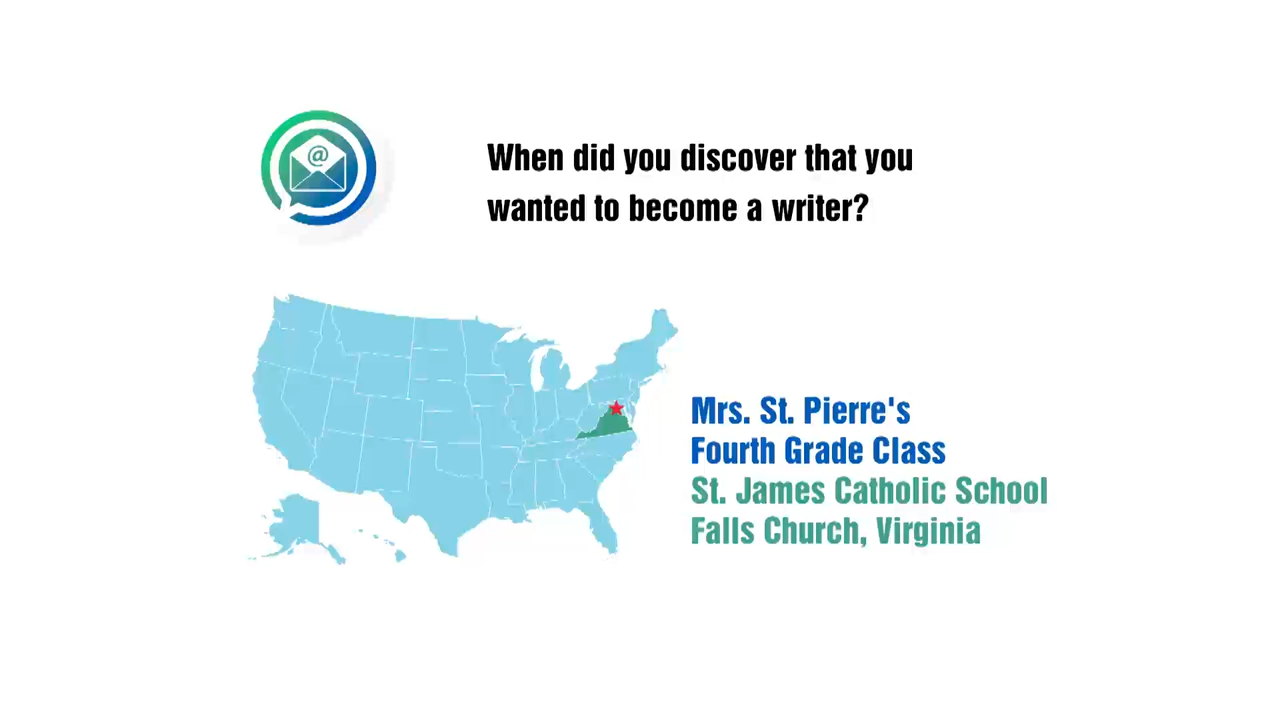 @
When did you discover that you
wanted to become a writer?
Mrs. St. Pierre's
Fourth Grade Class
St. James Catholic School
Falls Church, Virginia